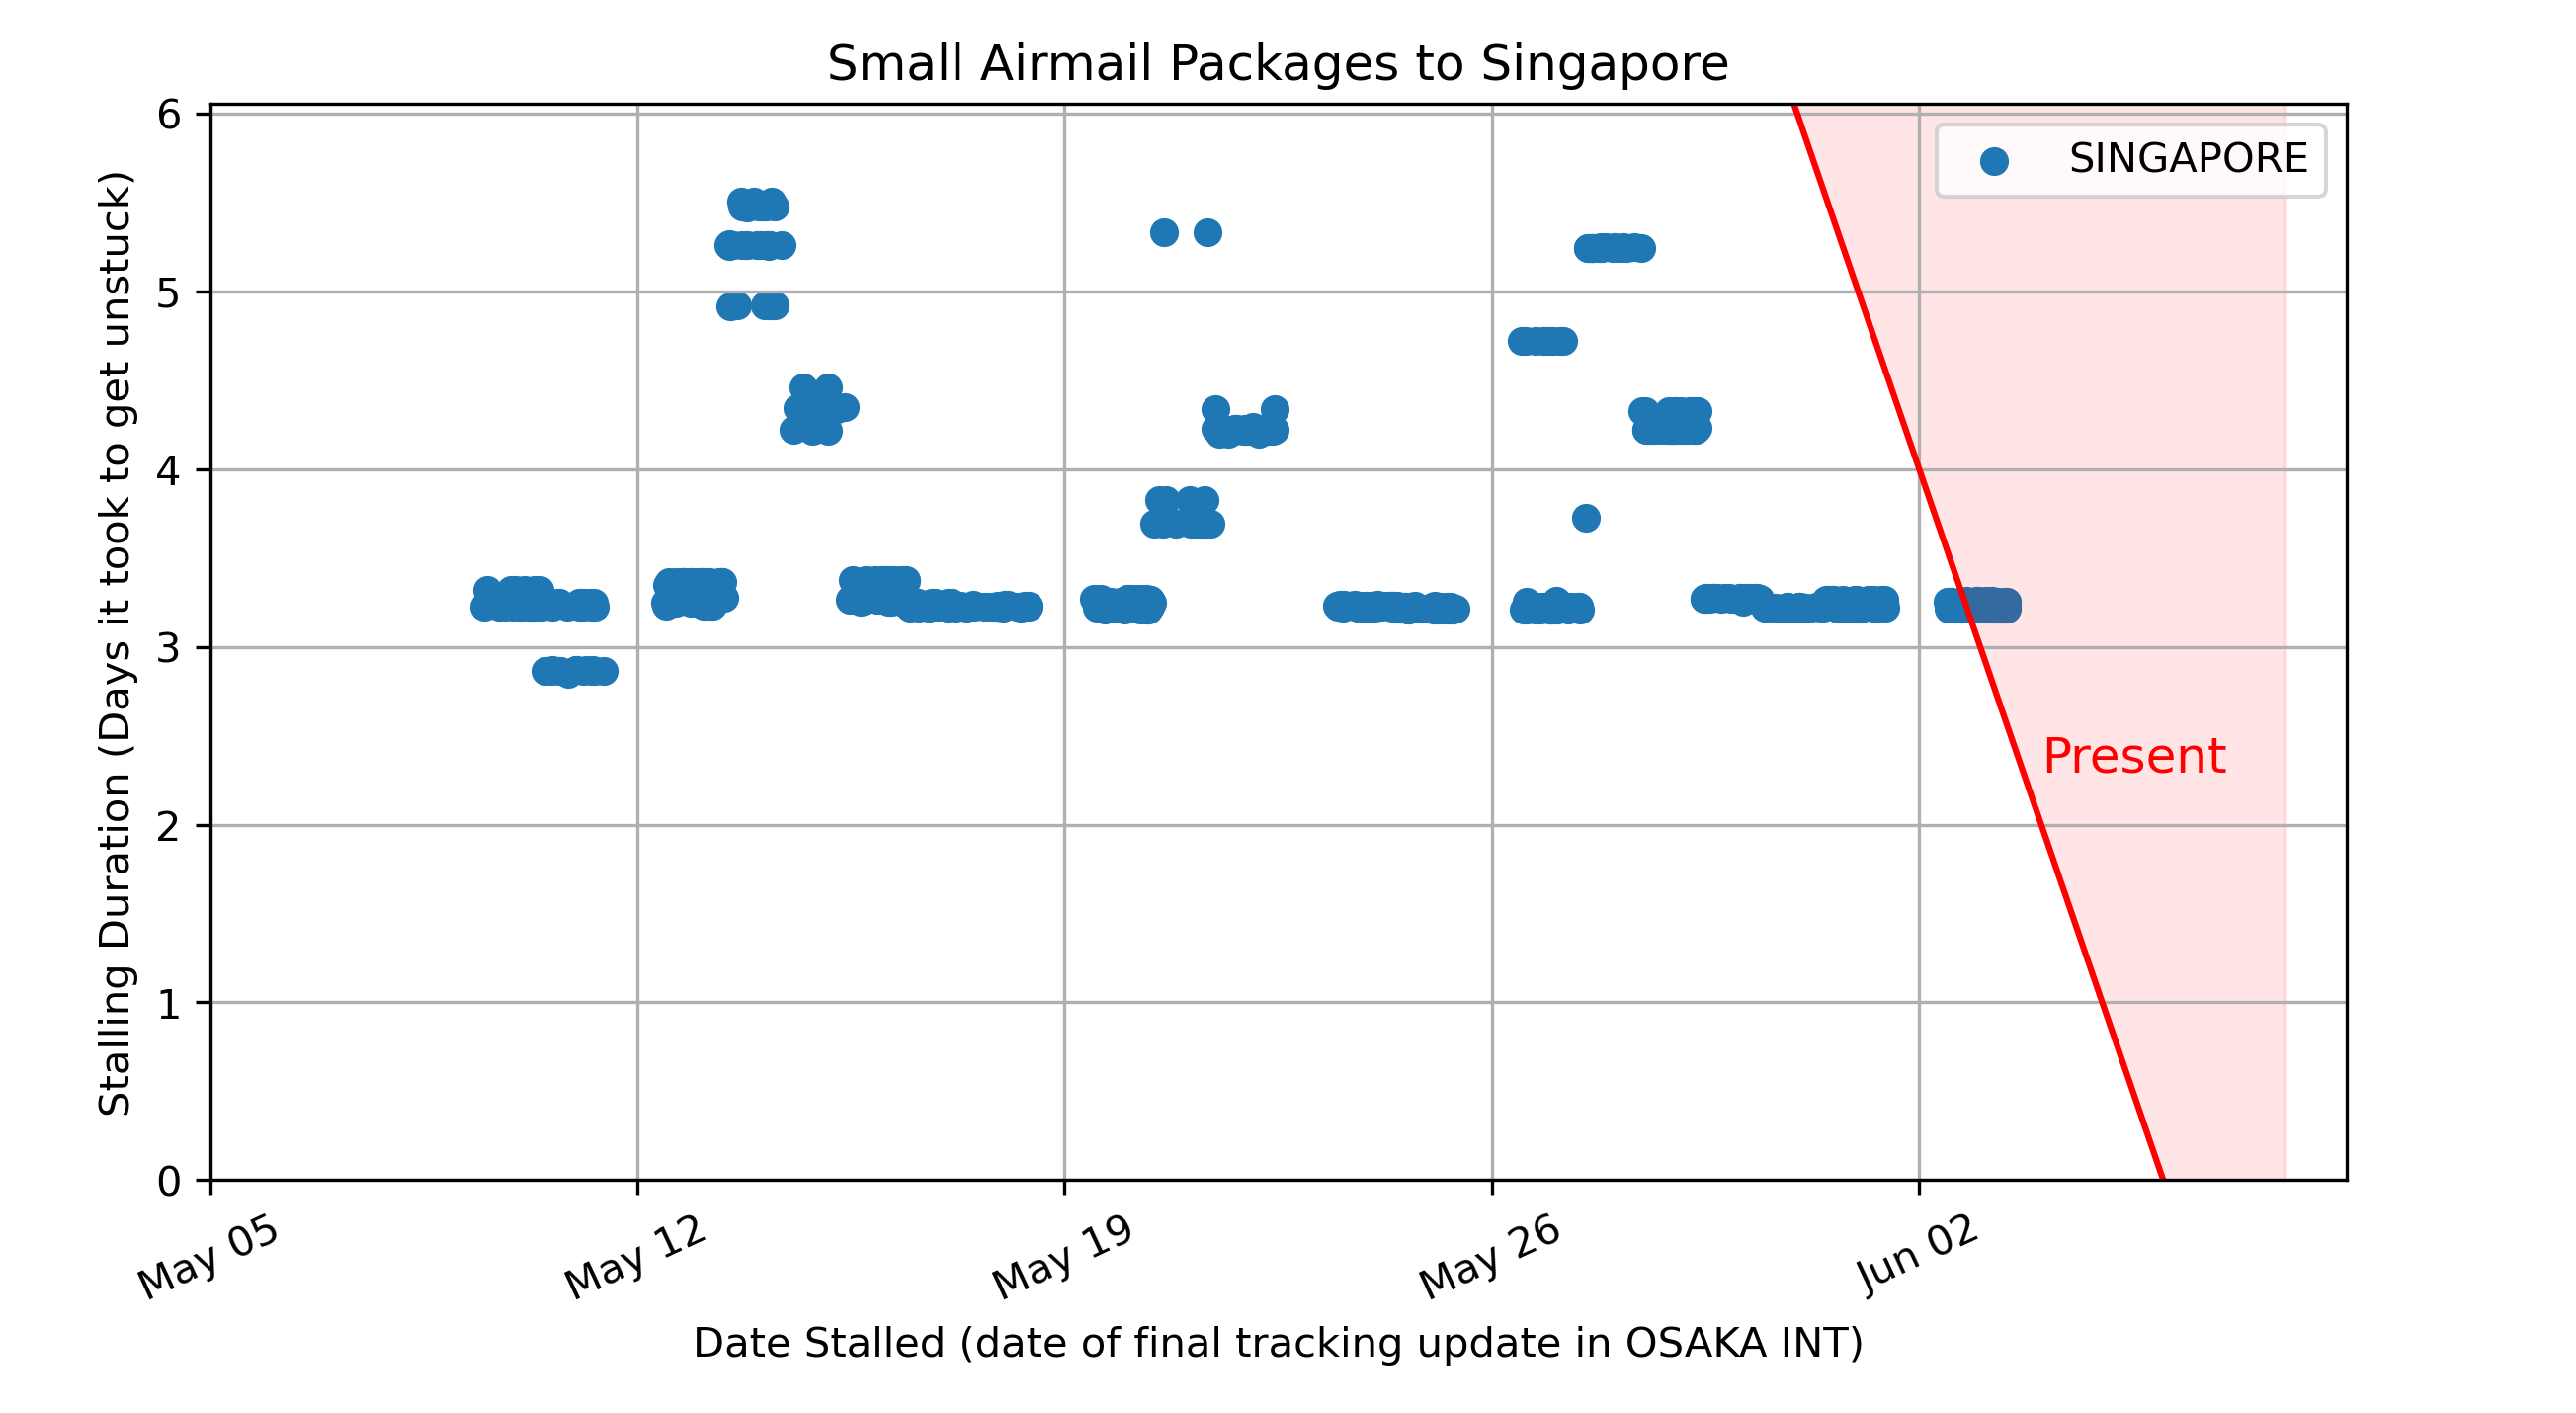 Small Airmail Packages to Singapore
Stalling Duration (Days it took to get unstuck)
6
5
4
3
2
1
0
SINGAPORE
Present
May 05
May 12
May 19
May 26
Jun 02
Date Stalled (date of final tracking update in OSAKA INT)